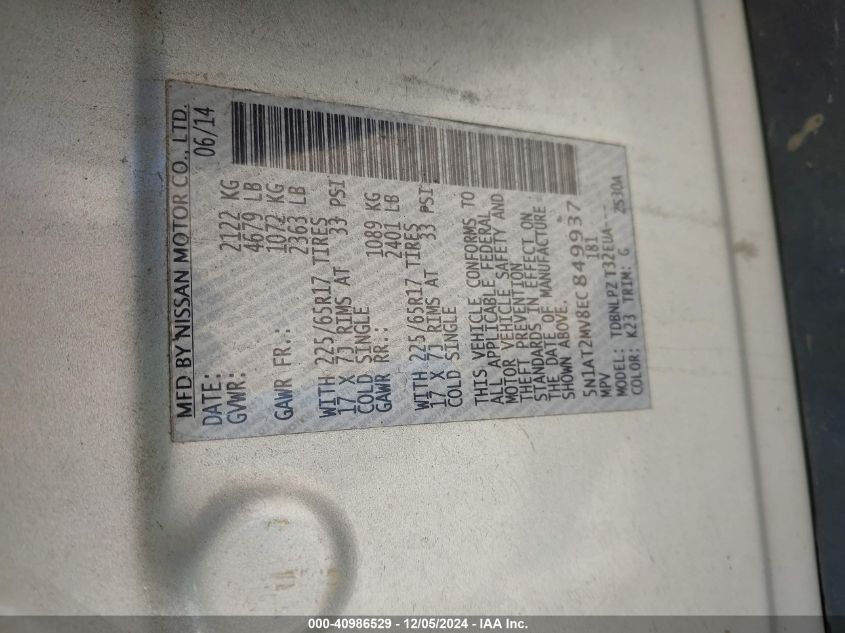 MFD BY NISSAN MOTOR CO., LTD.
DATE: 06/14
GVWR: 2122 KG
4679 LB
GAWR FR.: 1072 KG
2363 LB
WITH 225/65R17 TIRES
17 X 7J RIMS AT 33 PSI
COLD SINGLE
GAWR RR.: 1089 KG
2401 LB
WITH 225/65R17 TIRES
17 X 7J RIMS AT 33 PSI
COLD SINGLE
THIS VEHICLE CONFORMS TO
ALL APPLICABLE FEDERAL
MOTOR VEHICLE SAFETY AND
THEFT PREVENTION
STANDARDS IN EFFECT ON
THE DATE OF MANUFACTURE
SHOWN ABOVE.
5N1AT2MV8EC849937
MPV 181
MODEL: TDBNLPZ T32EUA---
COLOR: K23 TRIM: G 2530A
000-40986529 - 12/05/2024 - IAA Inc.